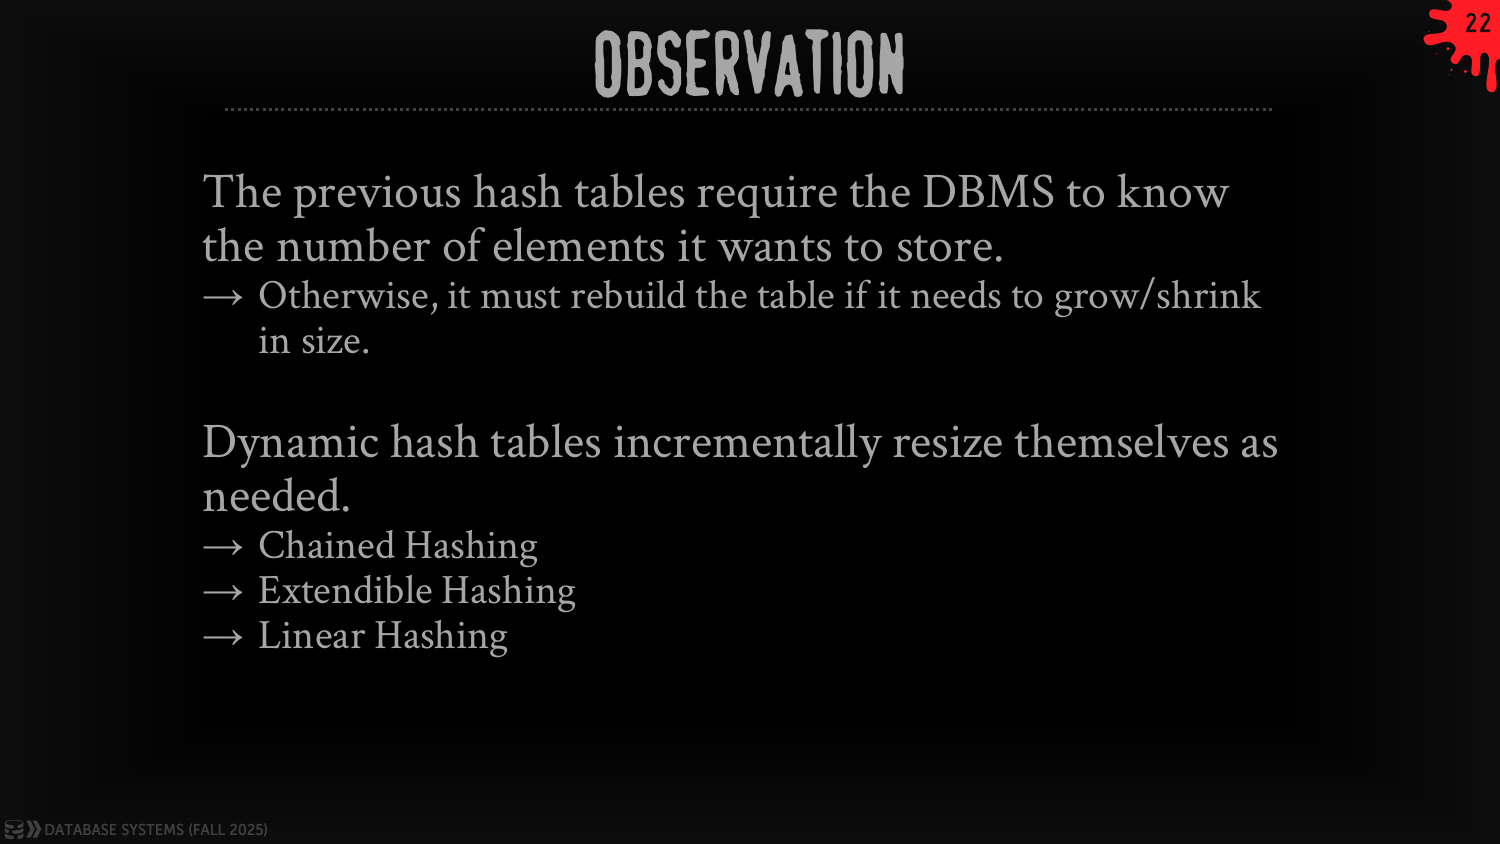 OBSERVATION
22
The previous hash tables require the DBMS to know
the number of elements it wants to store.
→ Otherwise, it must rebuild the table if it needs to grow/shrink
in size.
Dynamic hash tables incrementally resize themselves as
needed.
→ Chained Hashing
→ Extendible Hashing
→ Linear Hashing
DATABASE SYSTEMS (FALL 2025)